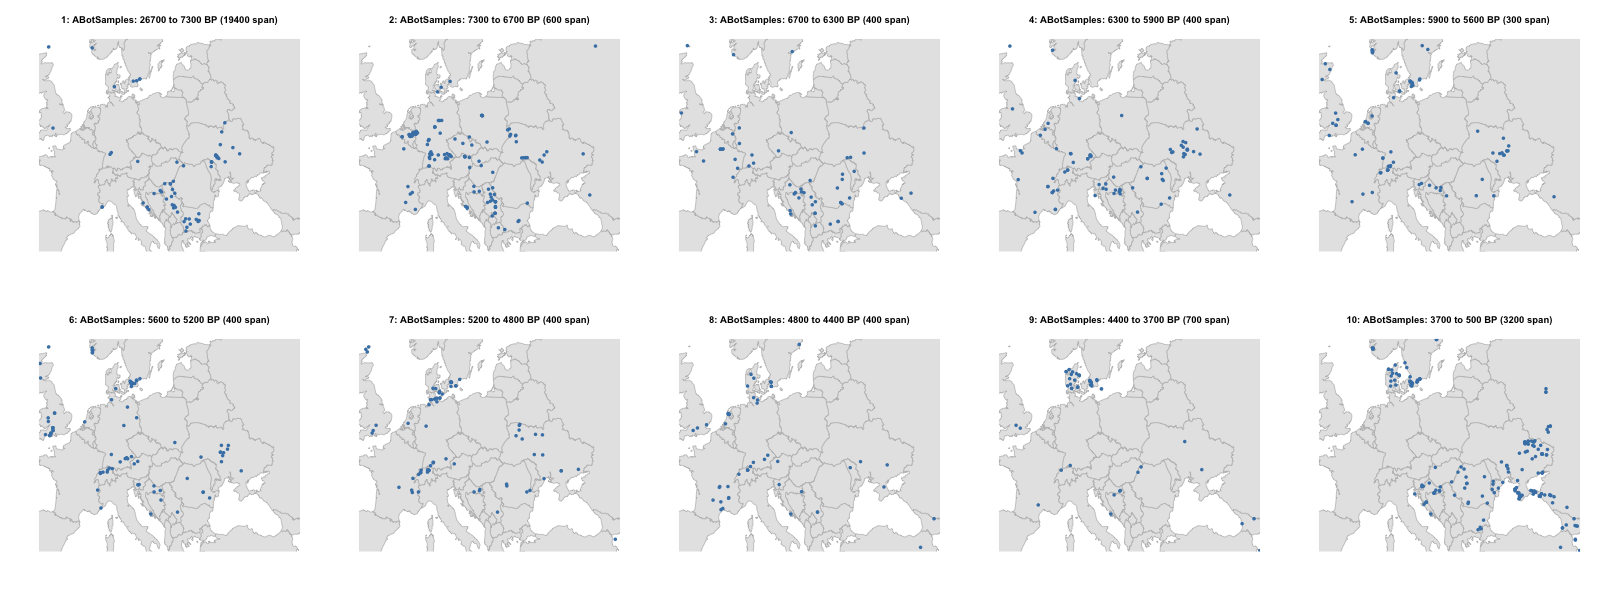 1: ABotSamples: 26700 to 7300 BP (19400 span)
2: ABotSamples: 7300 to 6700 BP (600 span)
3: ABotSamples: 6700 to 6300 BP (400 span)
4: ABotSamples: 6300 to 5900 BP (400 span)
5: ABotSamples: 5900 to 5600 BP (300 span)
6: ABotSamples: 5600 to 5200 BP (400 span)
7: ABotSamples: 5200 to 4800 BP (400 span)
8: ABotSamples: 4800 to 4400 BP (400 span)
9: ABotSamples: 4400 to 3700 BP (700 span)
10: ABotSamples: 3700 to 500 BP (3200 span)